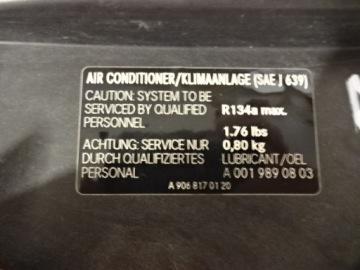 AIR CONDITIONER/KLIMAANLAGE (SAE J 639)
CAUTION: SYSTEM TO BE
SERVICED BY QUALIFIED R134a max.
PERSONNEL
1.76 lbs
ACHTUNG: SERVICE NUR 0,80 kg
DURCH QUALIFIZIERTES LUBRICANT/OEL
PERSONAL A 001 989 08 03
A 906 817 01 20